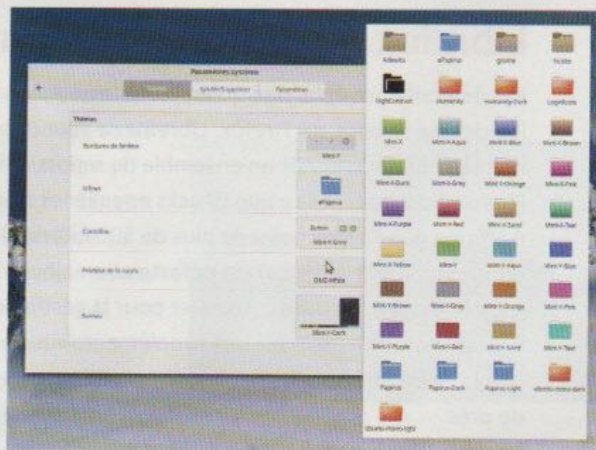 Paramètres système
Thèmes
Ajouter/Supprimer
Paramètres
Thèmes
Bordures de fenêtre
Mint-Y
Icônes
ePapirus
Contrôles
Mint-Y-Grey
Pointeur de la souris
DMZ-White
Bureau
Mint-Y-Dark
Adwaita
ePapirus
gnome
hicolor
HighContrast
Humanity
Humanity-Dark
LoginIcons
Mint-X
Mint-X-Aqua
Mint-X-Blue
Mint-X-Brown
Mint-X-Dark
Mint-X-Grey
Mint-X-Orange
Mint-X-Pink
Mint-X-Purple
Mint-X-Red
Mint-X-Sand
Mint-X-Teal
Mint-X-Yellow
Mint-Y
Mint-Y-Aqua
Mint-Y-Blue
Mint-Y-Brown
Mint-Y-Grey
Mint-Y-Orange
Mint-Y-Pink
Mint-Y-Purple
Mint-Y-Red
Mint-Y-Sand
Mint-Y-Teal
Papirus
Papirus-Dark
Papirus-Light
ubuntu-mono-dark
ubuntu-mono-light